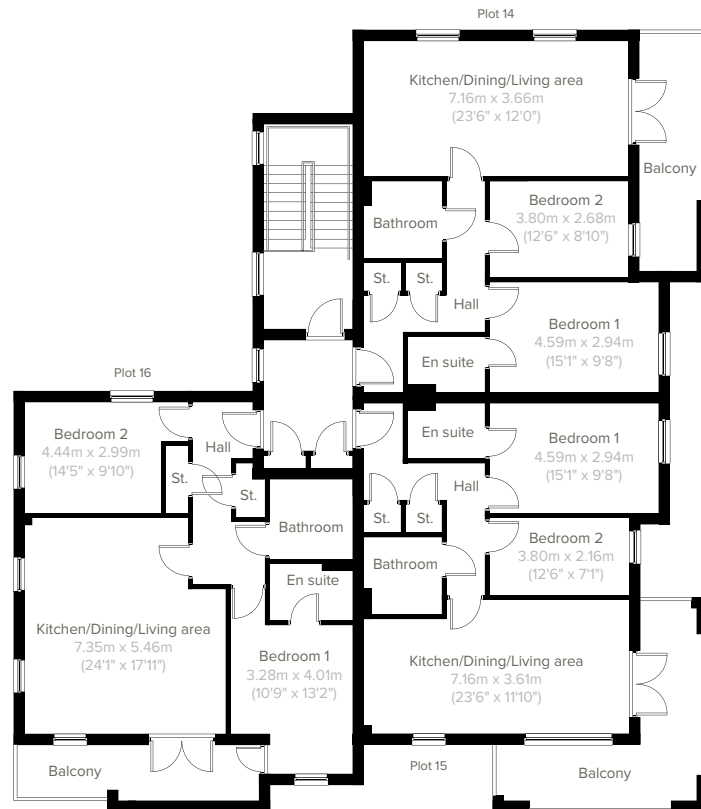 Plot 14
Kitchen/Dining/Living area
7.16m x 3.66m
(23'6" x 12'0")
Balcony
Bathroom
Bedroom 2
3.80m x 2.68m
(12'6" x 8'10")
St.
St.
Hall
Bedroom 1
4.59m x 2.94m
(15'1" x 9'8")
En suite
Plot 16
Bedroom 2
4.44m x 2.99m
(14'5" x 9'10")
Hall
St.
St.
Bathroom
En suite
Kitchen/Dining/Living area
7.35m x 5.46m
(24'1" x 17'11")
Bedroom 1
3.28m x 4.01m
(10'9" x 13'2")
Balcony
En suite
Bedroom 1
4.59m x 2.94m
(15'1" x 9'8")
Hall
St.
St.
Bedroom 2
3.80m x 2.16m
(12'6" x 7'1")
Bathroom
Kitchen/Dining/Living area
7.16m x 3.61m
(23'6" x 11'10")
Plot 15
Balcony